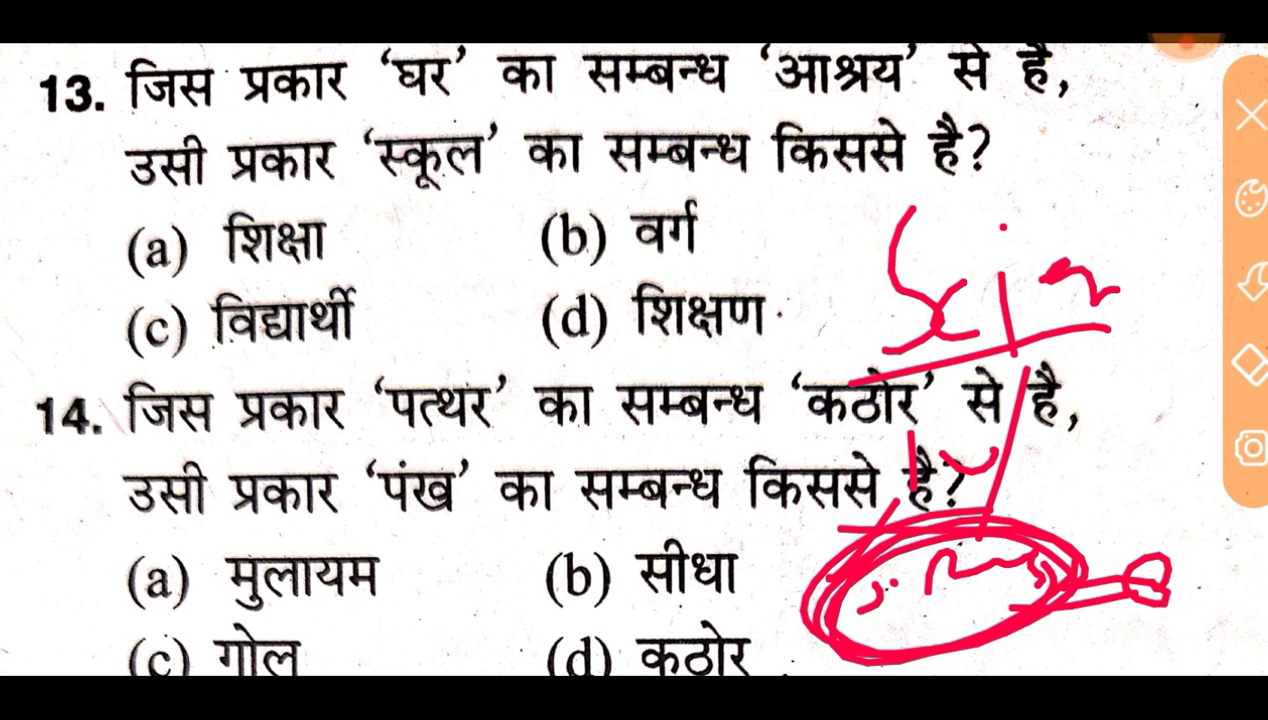 13. जिस प्रकार ‘घर’ का सम्बन्ध ‘आश्रय’ से है,
उसी प्रकार ‘स्कूल’ का सम्बन्ध किससे है?
(a) शिक्षा (b) वर्ग
(c) विद्यार्थी (d) शिक्षण
14. जिस प्रकार ‘पत्थर’ का सम्बन्ध ‘कठोर’ से है,
उसी प्रकार ‘पंख’ का सम्बन्ध किससे है?
(a) मुलायम (b) सीधा
(c) गोल (d) कठोर